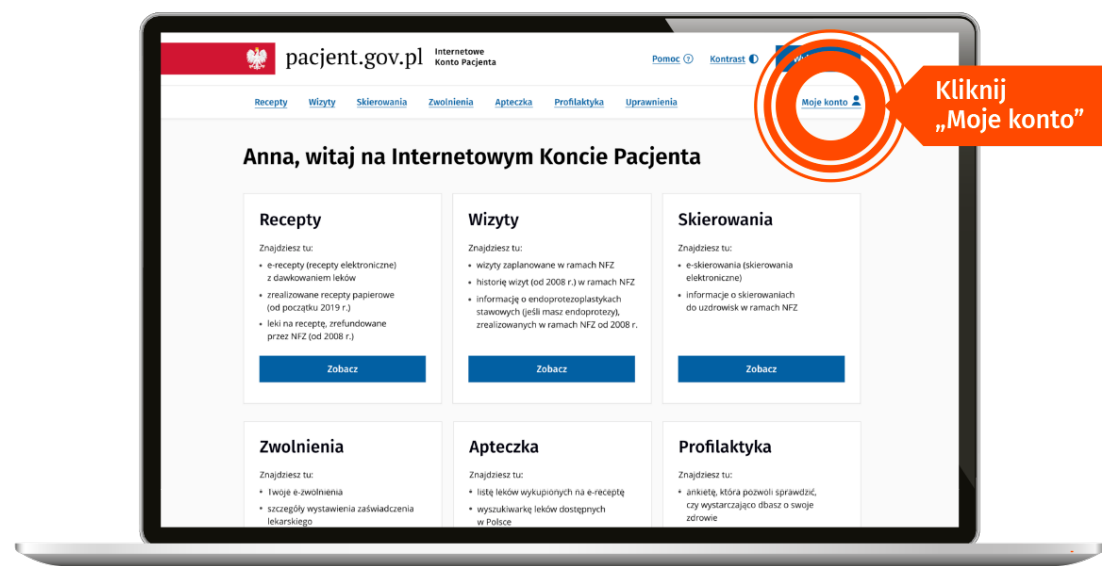 pacjent.gov.pl
Internetowe
Konto Pacjenta
Pomoc
Kontrast
Recepty Wizyty Skierowania Zwolnienia Apteczka Profilaktyka Uprawnienia Moje konto
Kliknij
„Moje konto”
Anna, witaj na Internetowym Koncie Pacjenta
Recepty
Znajdziesz tu:
• e-recepty (recepty elektroniczne)
z dawkowaniem leków
• zrealizowane recepty papierowe
(od początku 2019 r.)
• leki na receptę, zrefundowane
przez NFZ (od 2008 r.)
Zobacz
Wizyty
Znajdziesz tu:
• wizyty zaplanowane w ramach NFZ
• historię wizyt (od 2008 r.) w ramach NFZ
• informację o endoprotezoplastykach
stawowych (jeśli masz endoprotezy),
zrealizowanych w ramach NFZ od 2008 r.
Zobacz
Skierowania
Znajdziesz tu:
• e-skierowania (skierowania
elektroniczne)
• informacje o skierowaniach
do uzdrowisk w ramach NFZ
Zobacz
Zwolnienia
Znajdziesz tu:
• Twoje e-zwolnienia
• szczegóły wystawienia zaświadczenia
lekarskiego
Apteczka
Znajdziesz tu:
• listę leków wykupionych na e-receptę
• wyszukiwarkę leków dostępnych
w Polsce
Profilaktyka
Znajdziesz tu:
• ankietę, która pozwoli sprawdzić,
czy wystarczająco dbasz o swoje
zdrowie